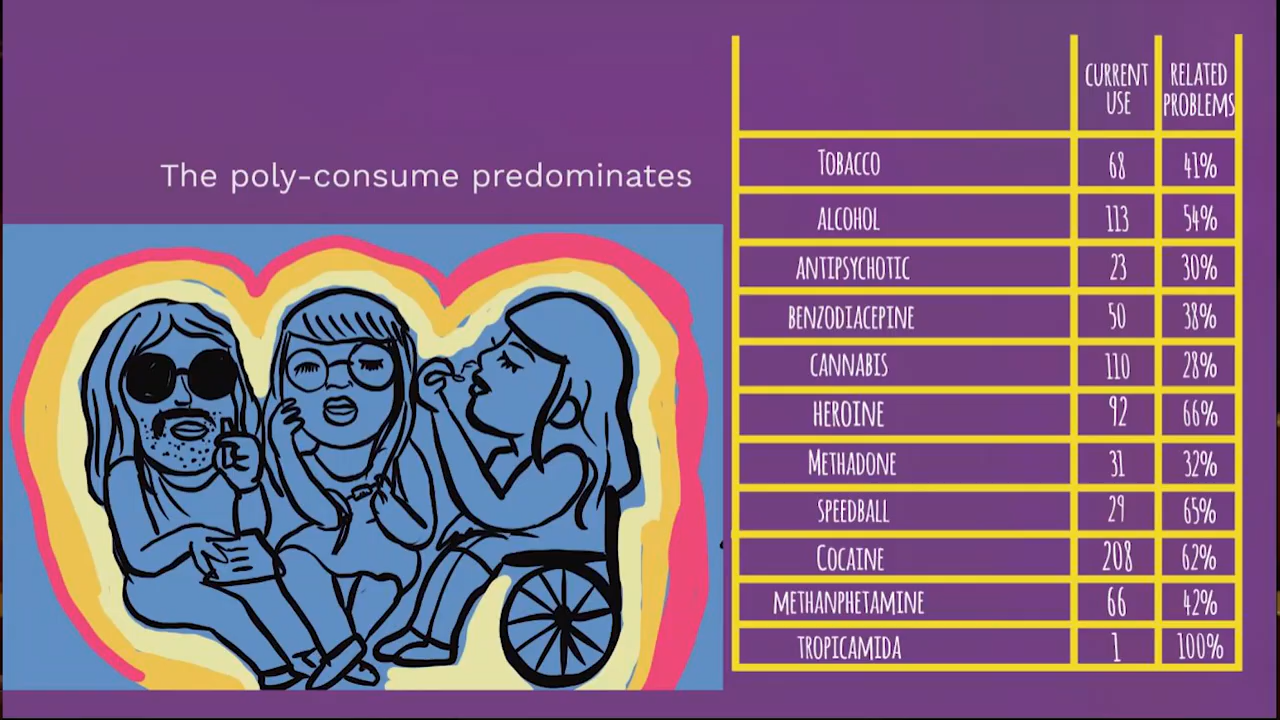 The poly-consume predominates
CURRENT USE RELATED PROBLEMS
TOBACCO 68 41%
ALCOHOL 113 54%
ANTIPSYCHOTIC 23 30%
BENZODIACEPINE 50 38%
CANNABIS 110 28%
HEROINE 92 66%
METHADONE 31 32%
SPEEDBALL 29 65%
COCAINE 208 62%
METHANPHETAMINE 66 42%
TROPICAMIDA 1 100%